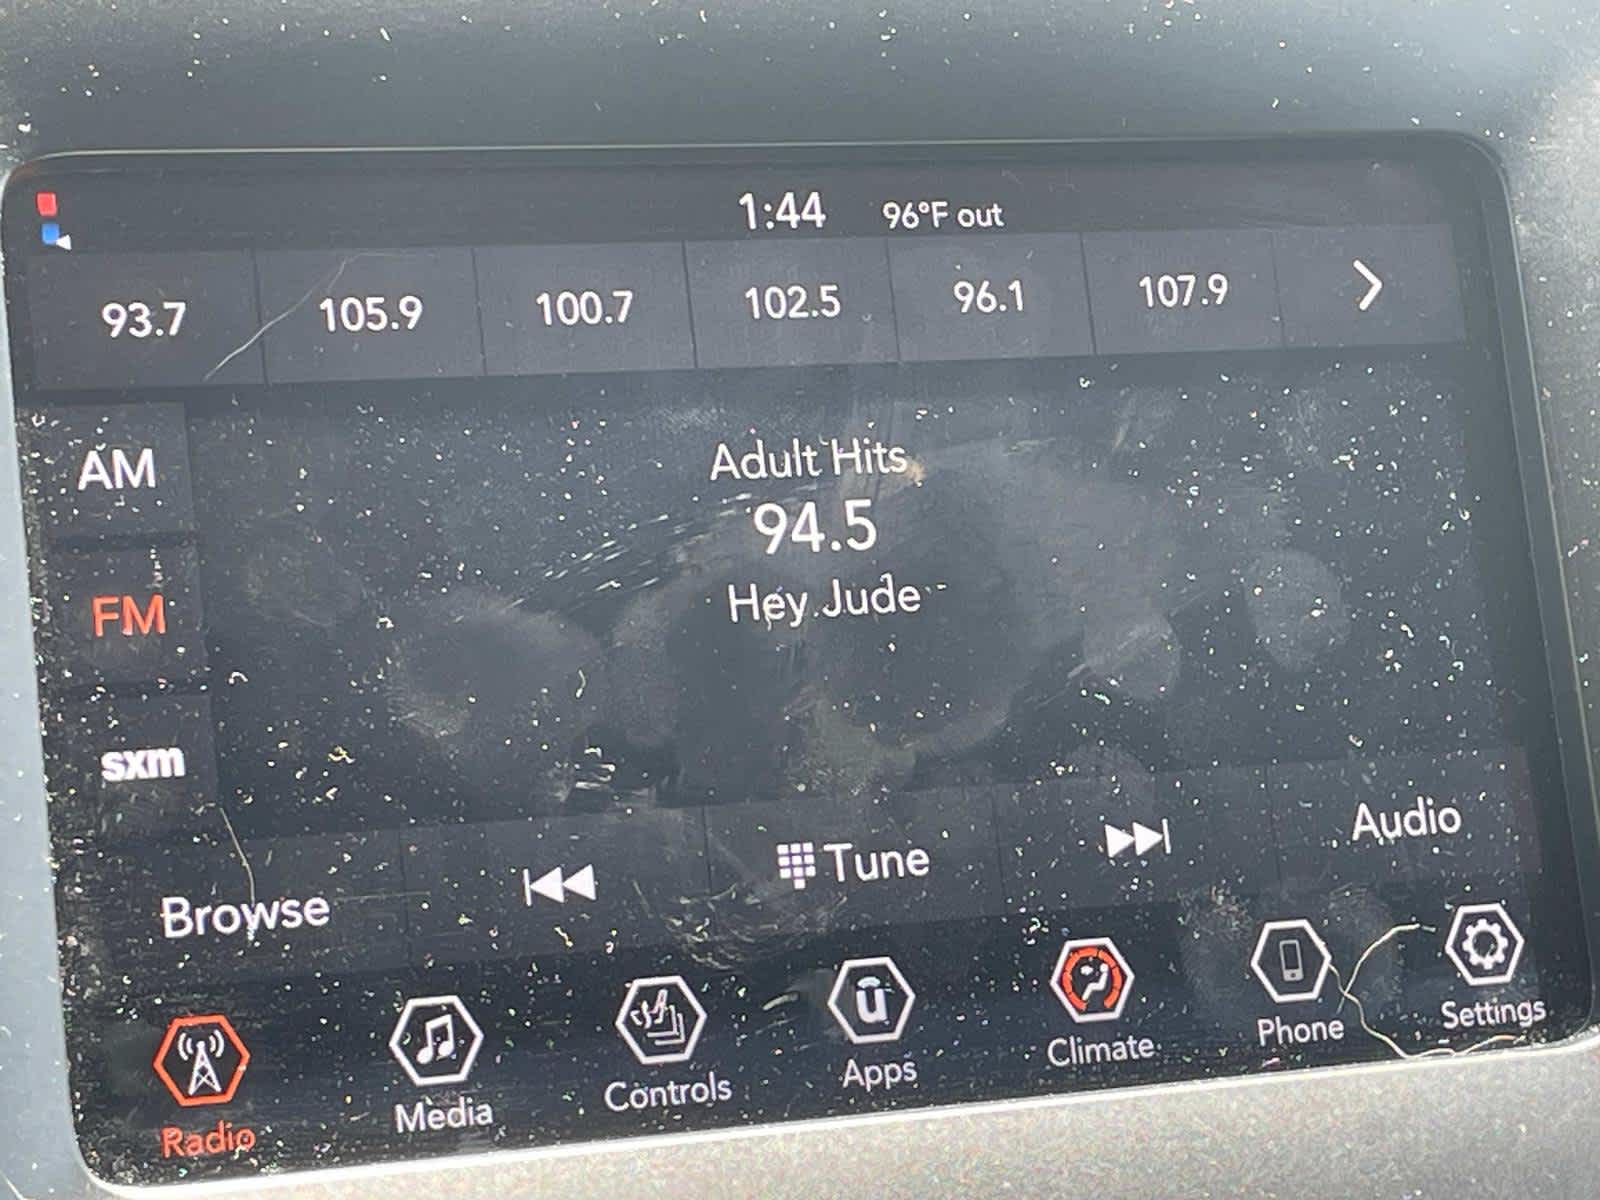 1:44 96°F out
93.7 105.9 100.7 102.5 96.1 107.9
AM
Adult Hits
94.5
FM
Hey Jude
sxm
Browse Tune Audio
Radio Media Controls Apps Climate Phone Settings